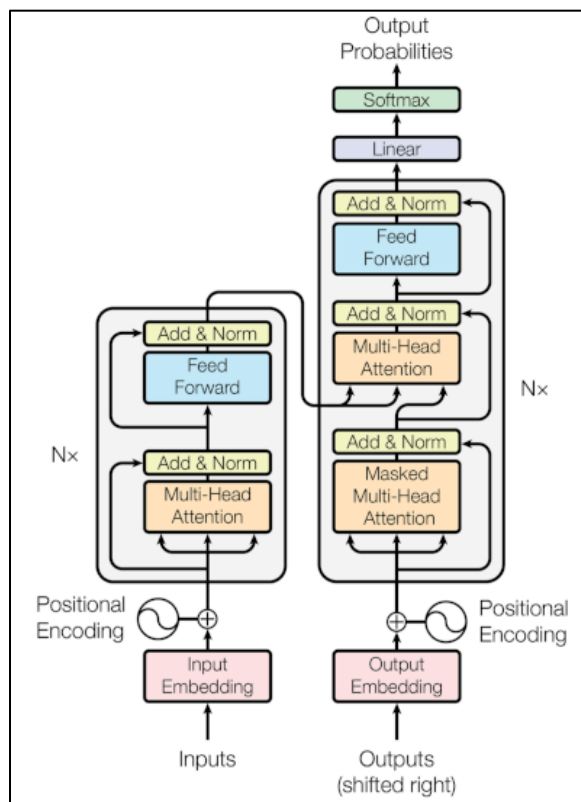 Output
Probabilities
Softmax
Linear
Add & Norm
Feed
Forward
Add & Norm
Multi-Head
Attention
Add & Norm
Masked
Multi-Head
Attention
N×
Add & Norm
Feed
Forward
Add & Norm
Multi-Head
Attention
N×
Positional
Encoding
Positional
Encoding
Input
Embedding
Output
Embedding
Inputs
Outputs
(shifted right)